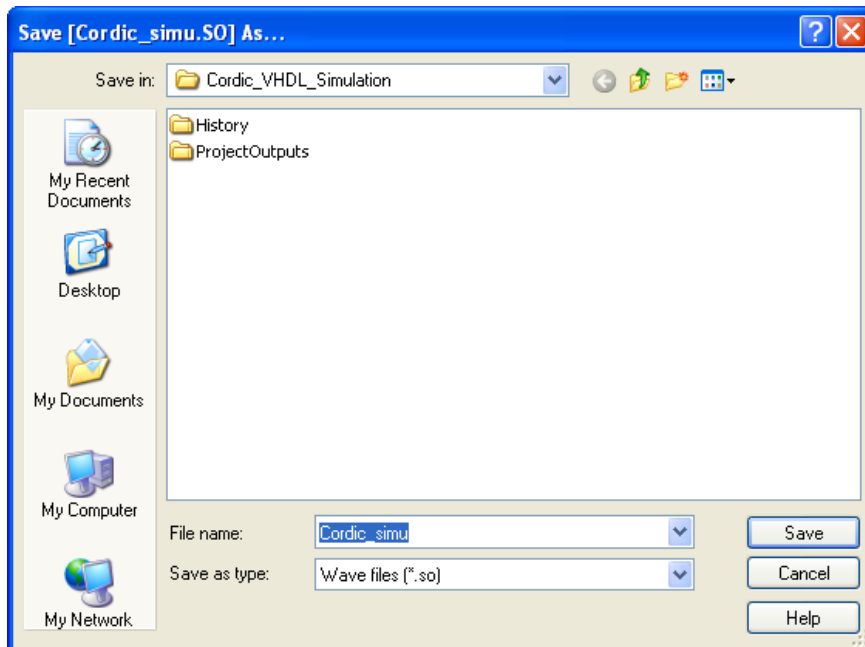 Save [Cordic_simu.SO] As...
Save in:
Cordic_VHDL_Simulation
History
ProjectOutputs
My Recent
Documents
Desktop
My Documents
My Computer
My Network
File name:
Cordic_simu
Save
Save as type:
Wave files (*.so)
Cancel
Help